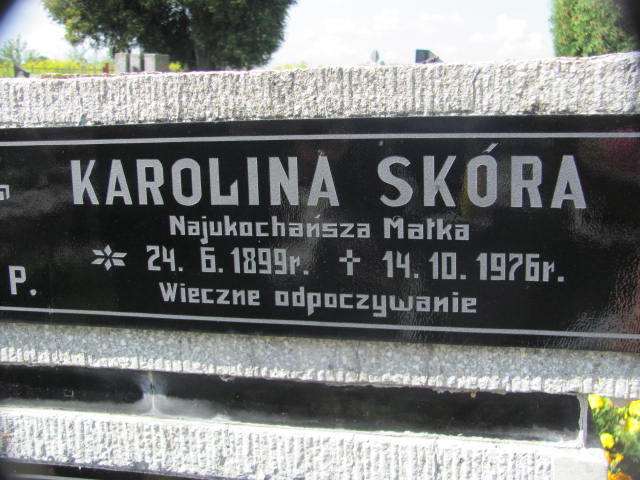 KAROLINA SKÓRA
Najukochańsza Matka
24. 6. 1899r. 14. 10. 1976r.
P.
Wieczne odpoczywanie